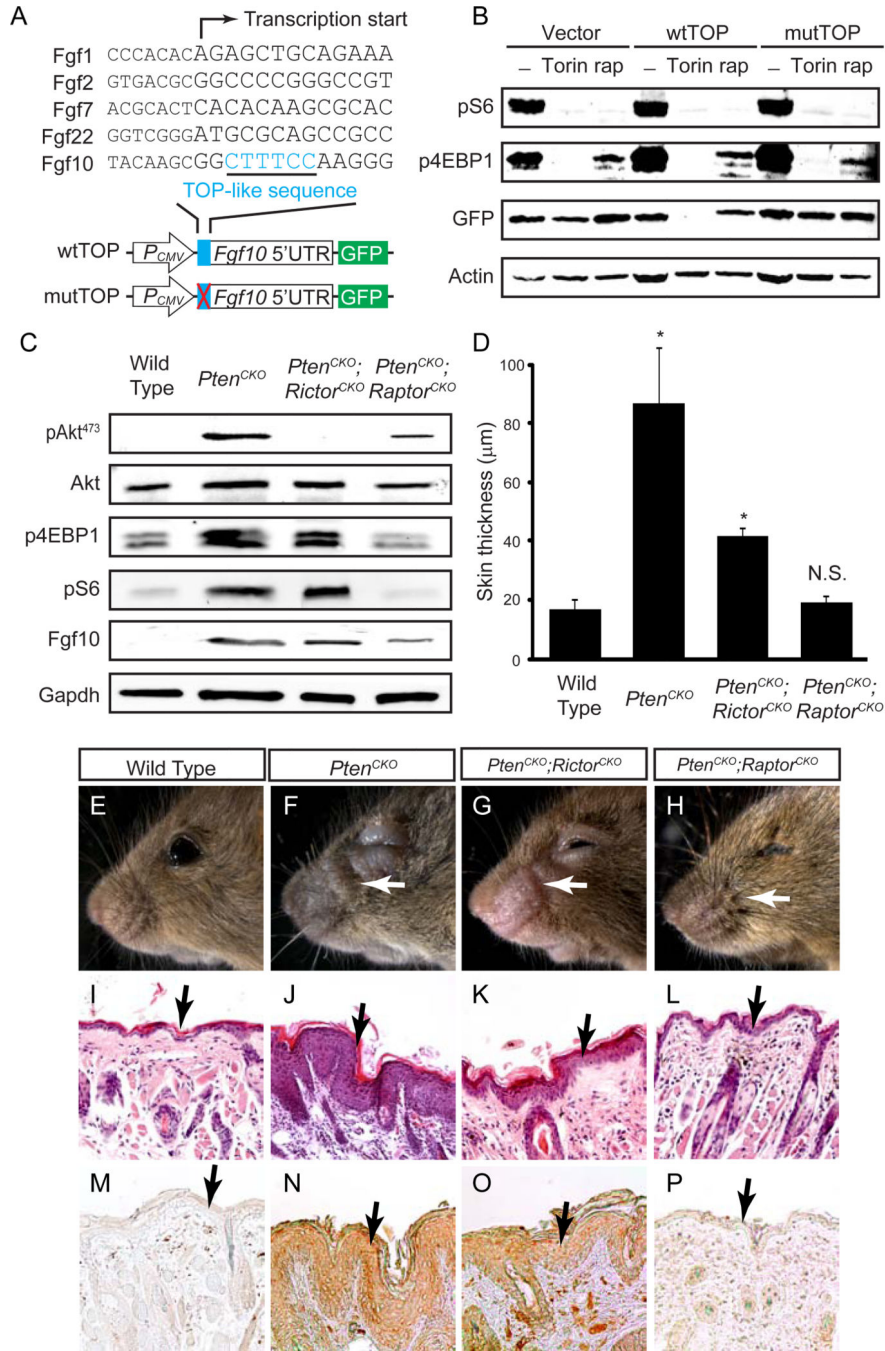 A
Transcription start
Fgf1 CCCACACAGAGCTGCAGAAA
Fgf2 GTGACGCGGCCCCGGGCCGT
Fgf7 ACGCACTCACACAAGCGCAC
Fgf22 GGTCGGGATGCGCAGCCGCC
Fgf10 TACAAGCGGCTTTCCAAGGG
TOP-like sequence
wtTOP PCMV Fgf10 5'UTR GFP
mutTOP PCMV Fgf10 5'UTR GFP
B
Vector wtTOP mutTOP
– Torin rap – Torin rap – Torin rap
pS6
p4EBP1
GFP
Actin
C
Wild Type PtenCKO PtenCKO; RictorCKO PtenCKO; RaptorCKO
pAkt473
Akt
p4EBP1
pS6
Fgf10
Gapdh
D
Skin thickness (μm)
100
80
60
40
20
0
* * N.S.
Wild Type PtenCKO PtenCKO; RictorCKO PtenCKO; RaptorCKO
Wild Type PtenCKO PtenCKO;RictorCKO PtenCKO;RaptorCKO
E F G H
I J K L
M N O P